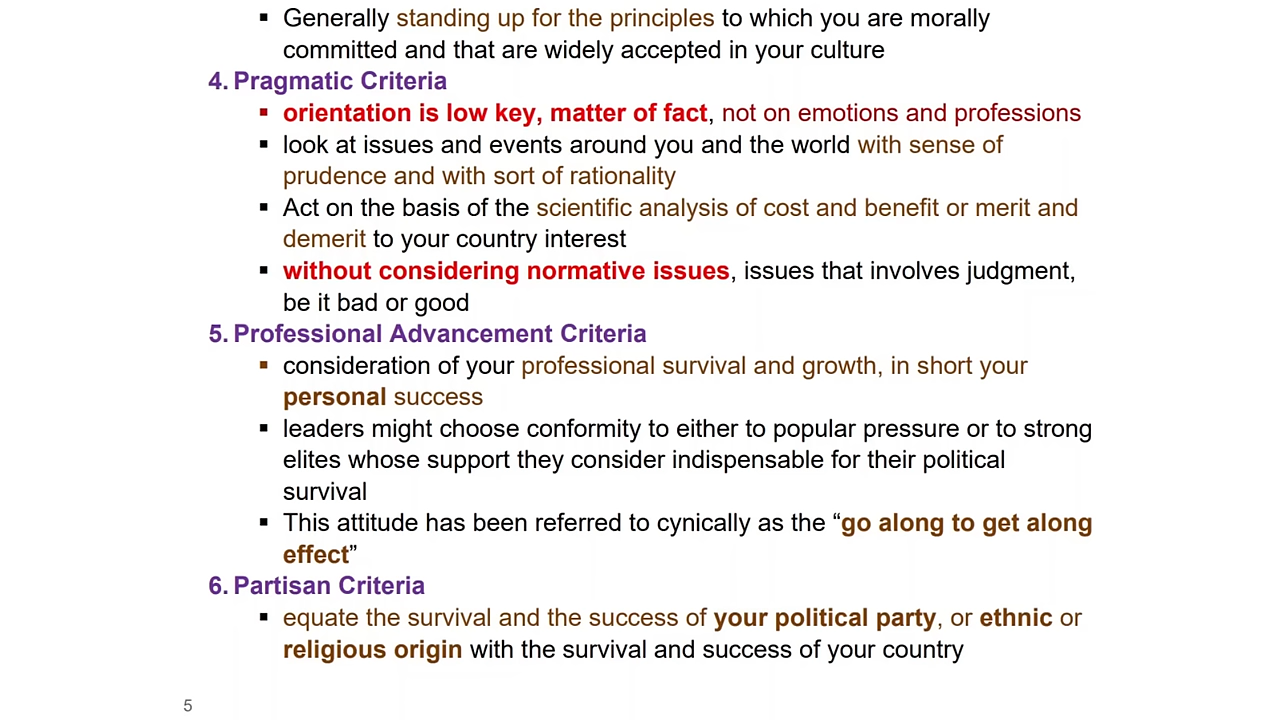 ▪ Generally standing up for the principles to which you are morally
committed and that are widely accepted in your culture
4. Pragmatic Criteria
▪ orientation is low key, matter of fact, not on emotions and professions
▪ look at issues and events around you and the world with sense of
prudence and with sort of rationality
▪ Act on the basis of the scientific analysis of cost and benefit or merit and
demerit to your country interest
▪ without considering normative issues, issues that involves judgment,
be it bad or good
5. Professional Advancement Criteria
▪ consideration of your professional survival and growth, in short your
personal success
▪ leaders might choose conformity to either to popular pressure or to strong
elites whose support they consider indispensable for their political
survival
▪ This attitude has been referred to cynically as the “go along to get along
effect”
6. Partisan Criteria
▪ equate the survival and the success of your political party, or ethnic or
religious origin with the survival and success of your country
5